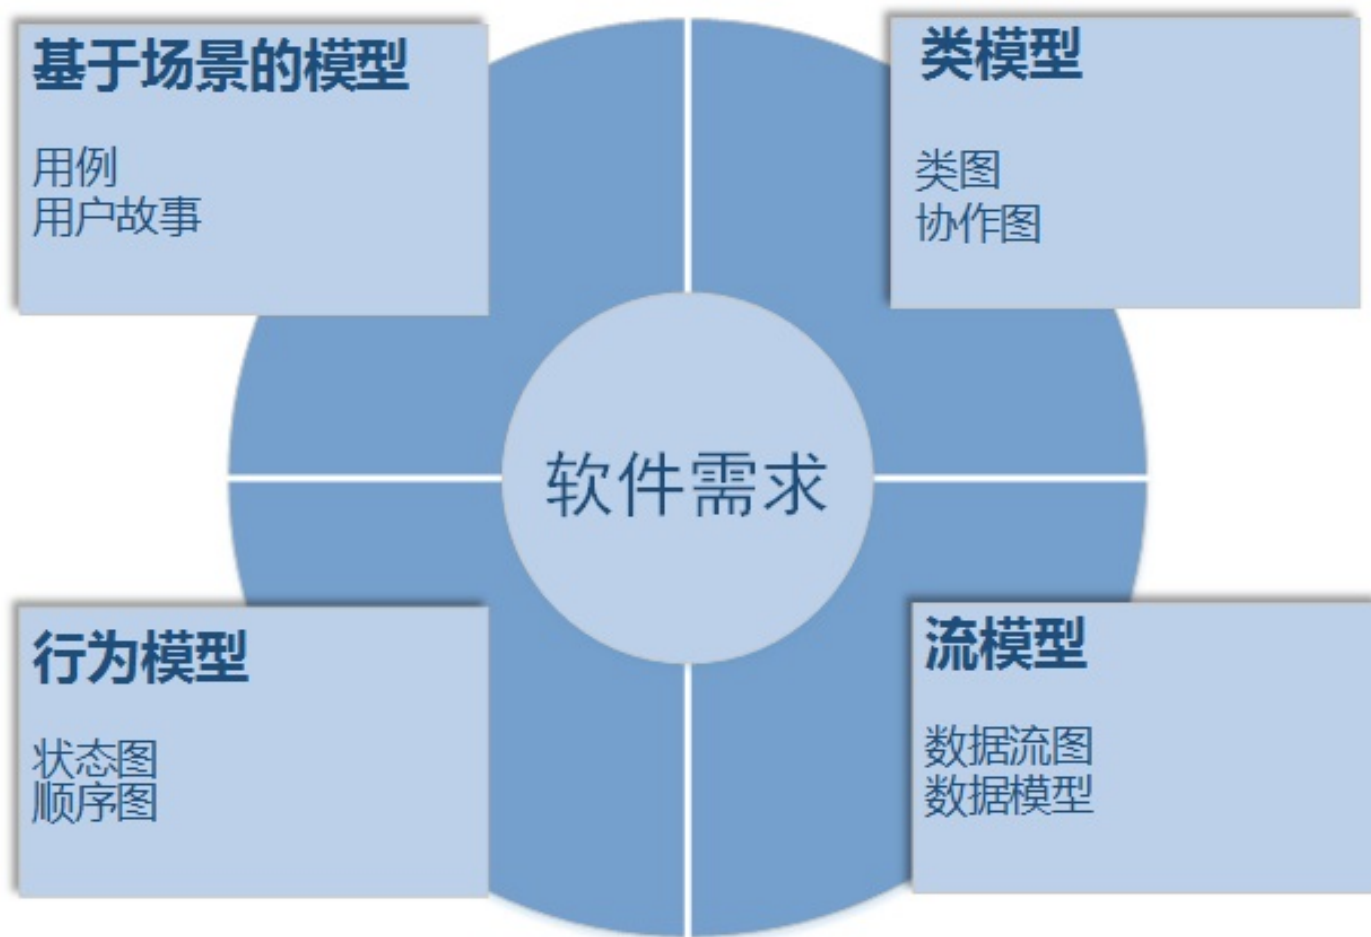 基于场景的模型
用例
用户故事
类模型
类图
协作图
软件需求
行为模型
状态图
顺序图
流模型
数据流图
数据模型